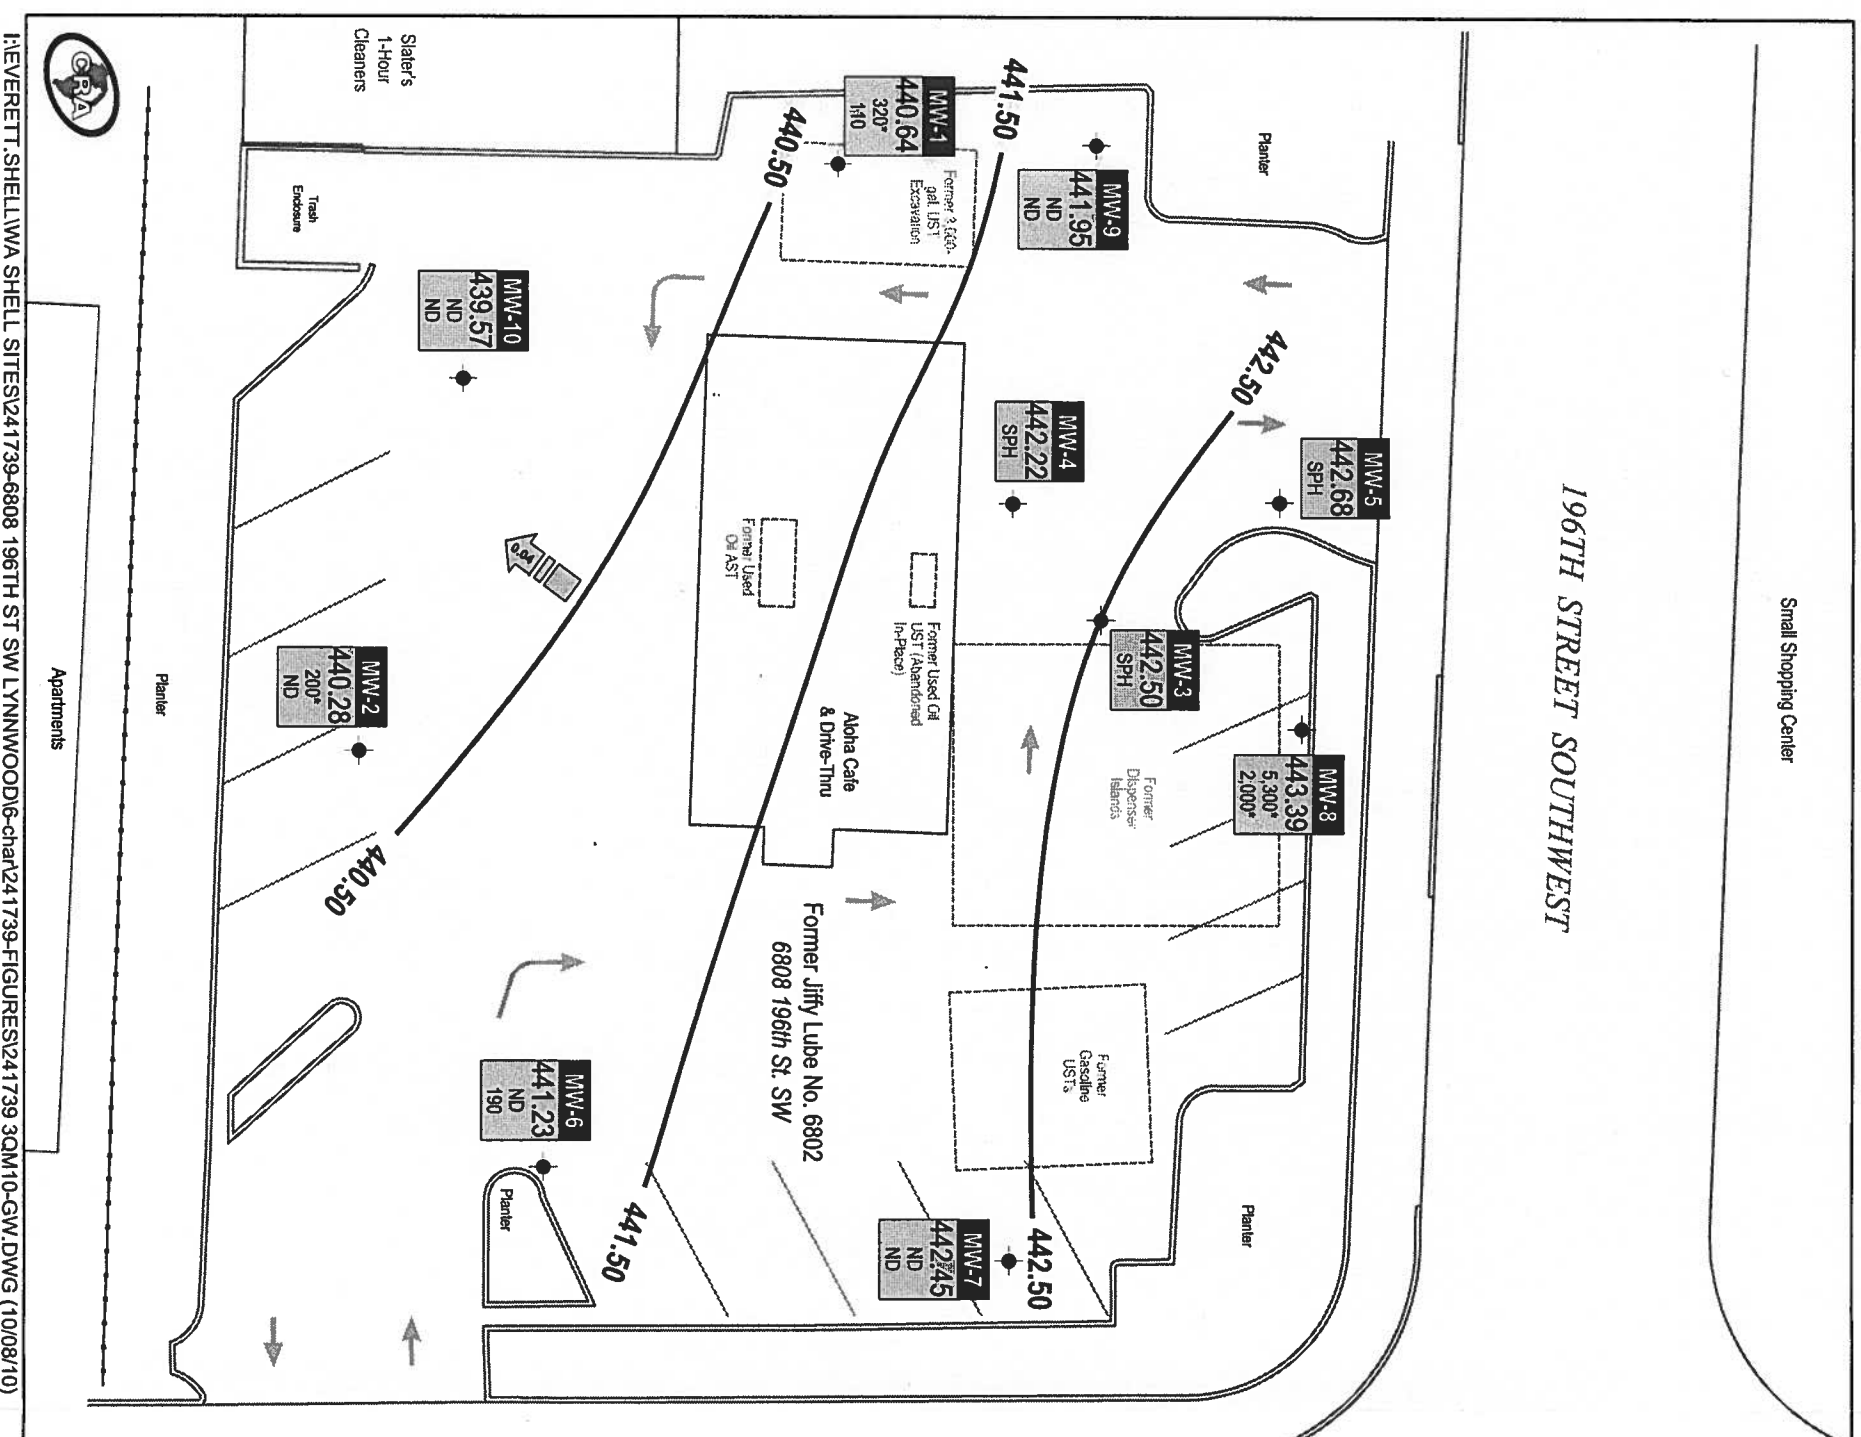 Small Shopping Center
196TH STREET SOUTHWEST
Planter
MW-9
441.95
ND
ND
441.50
MW-1
440.64
320*
1.10
440.50
Former 2,000-
gal. UST
Excavation
Slater's
1-Hour
Cleaners
Trash
Enclosure
CRA
442.50
MW-5
442.68
SPH
MW-4
442.22
SPH
MW-10
439.57
ND
ND
MW-3
442.50
SPH
Former Used Oil
UST (Abandoned
In-Place)
Former Used
Oil AST
0.04
MW-8
443.39
5,300*
2,000*
Former
Dispenser
Islands
Aloha Cafe
& Drive-Thru
MW-2
440.28
200*
ND
Planter
Apartments
440.50
Former Jiffy Lube No. 6802
6808 196th St. SW
Former
Gasoline
USTs
MW-6
441.23
ND
190
Planter
Planter
MW-7
442.45
ND
ND
442.50
441.50
I:\EVERETT.SHELL\WA SHELL SITES\241739-6808 196TH ST SW LYNNWOOD\6-char\241739-FIGURES\241739 3QM10-GW.DWG (10/08/10)